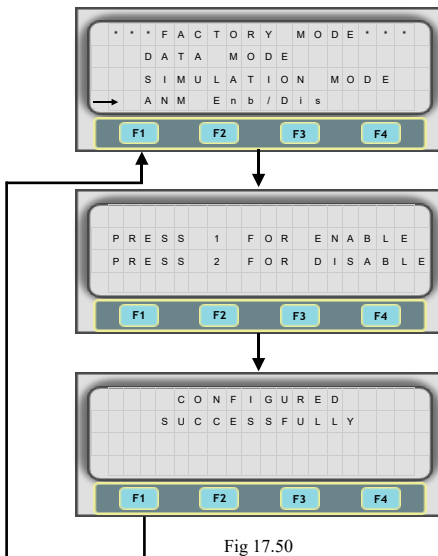 ***FACTORY MODE***
DATA MODE
SIMULATION MODE
ANM Enb/Dis
F1 F2 F3 F4
PRESS 1 FOR ENABLE
PRESS 2 FOR DISABLE
F1 F2 F3 F4
CONFIGURED
SUCCESSFULLY
F1 F2 F3 F4
Fig 17.50